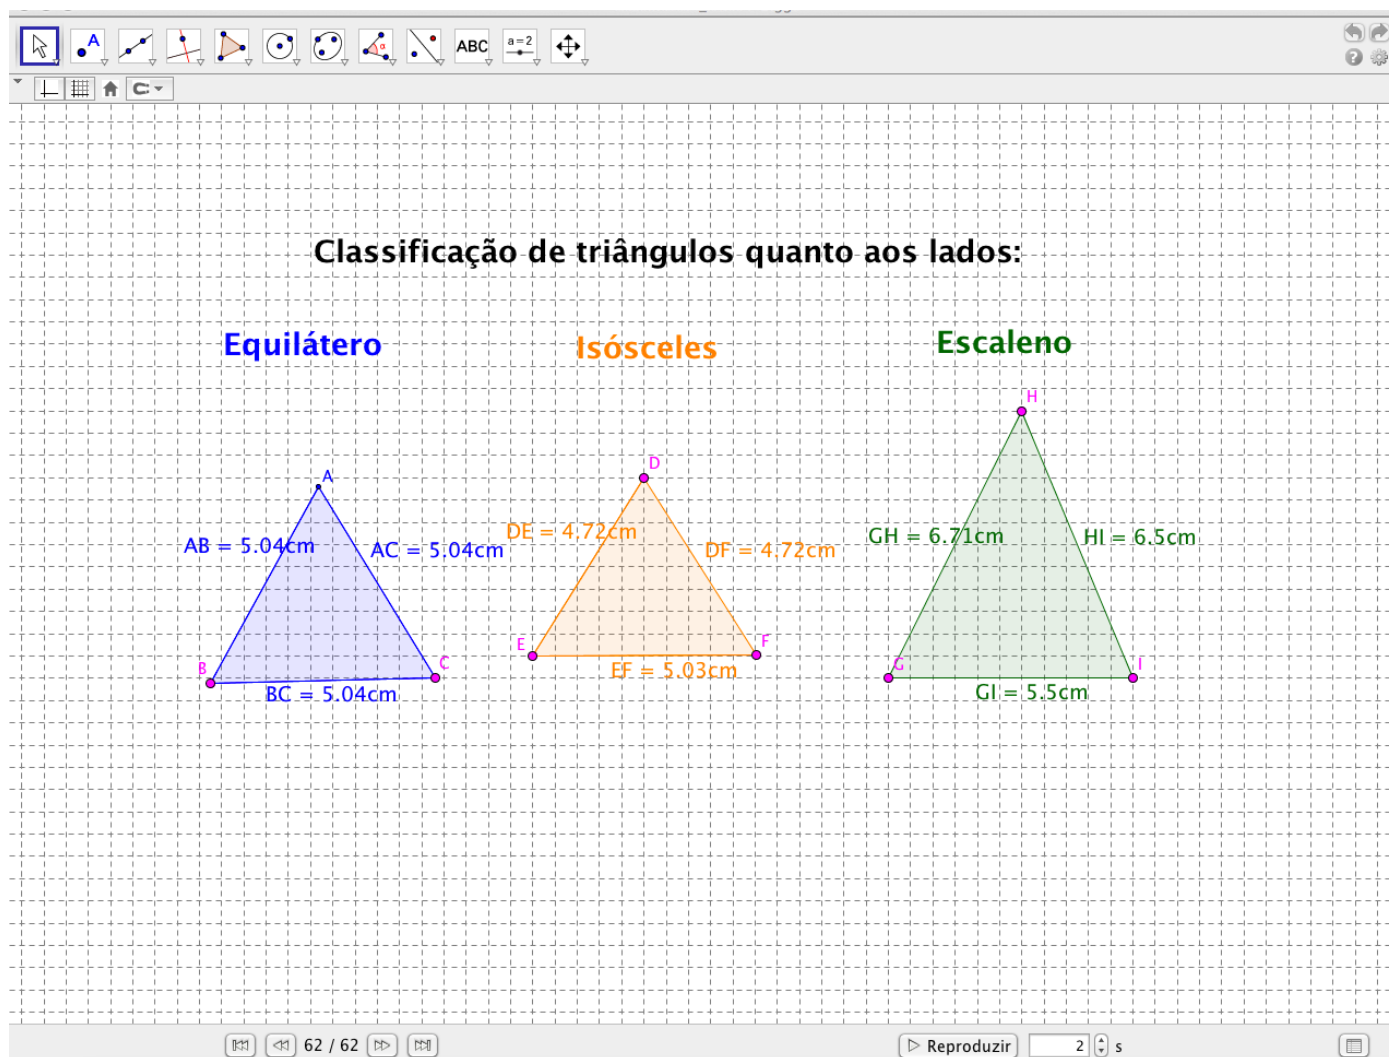 A
α
ABC
a=2
Classificação de triângulos quanto aos lados:
Equilátero
Isósceles
Escaleno
H
A
D
AB = 5.04cm
AC = 5.04cm
DE = 4.72cm
DF = 4.72cm
GH = 6.71cm
HI = 6.5cm
B
C
E
F
G
I
BC = 5.04cm
EF = 5.03cm
GI = 5.5cm
62 / 62
Reproduzir
2
s